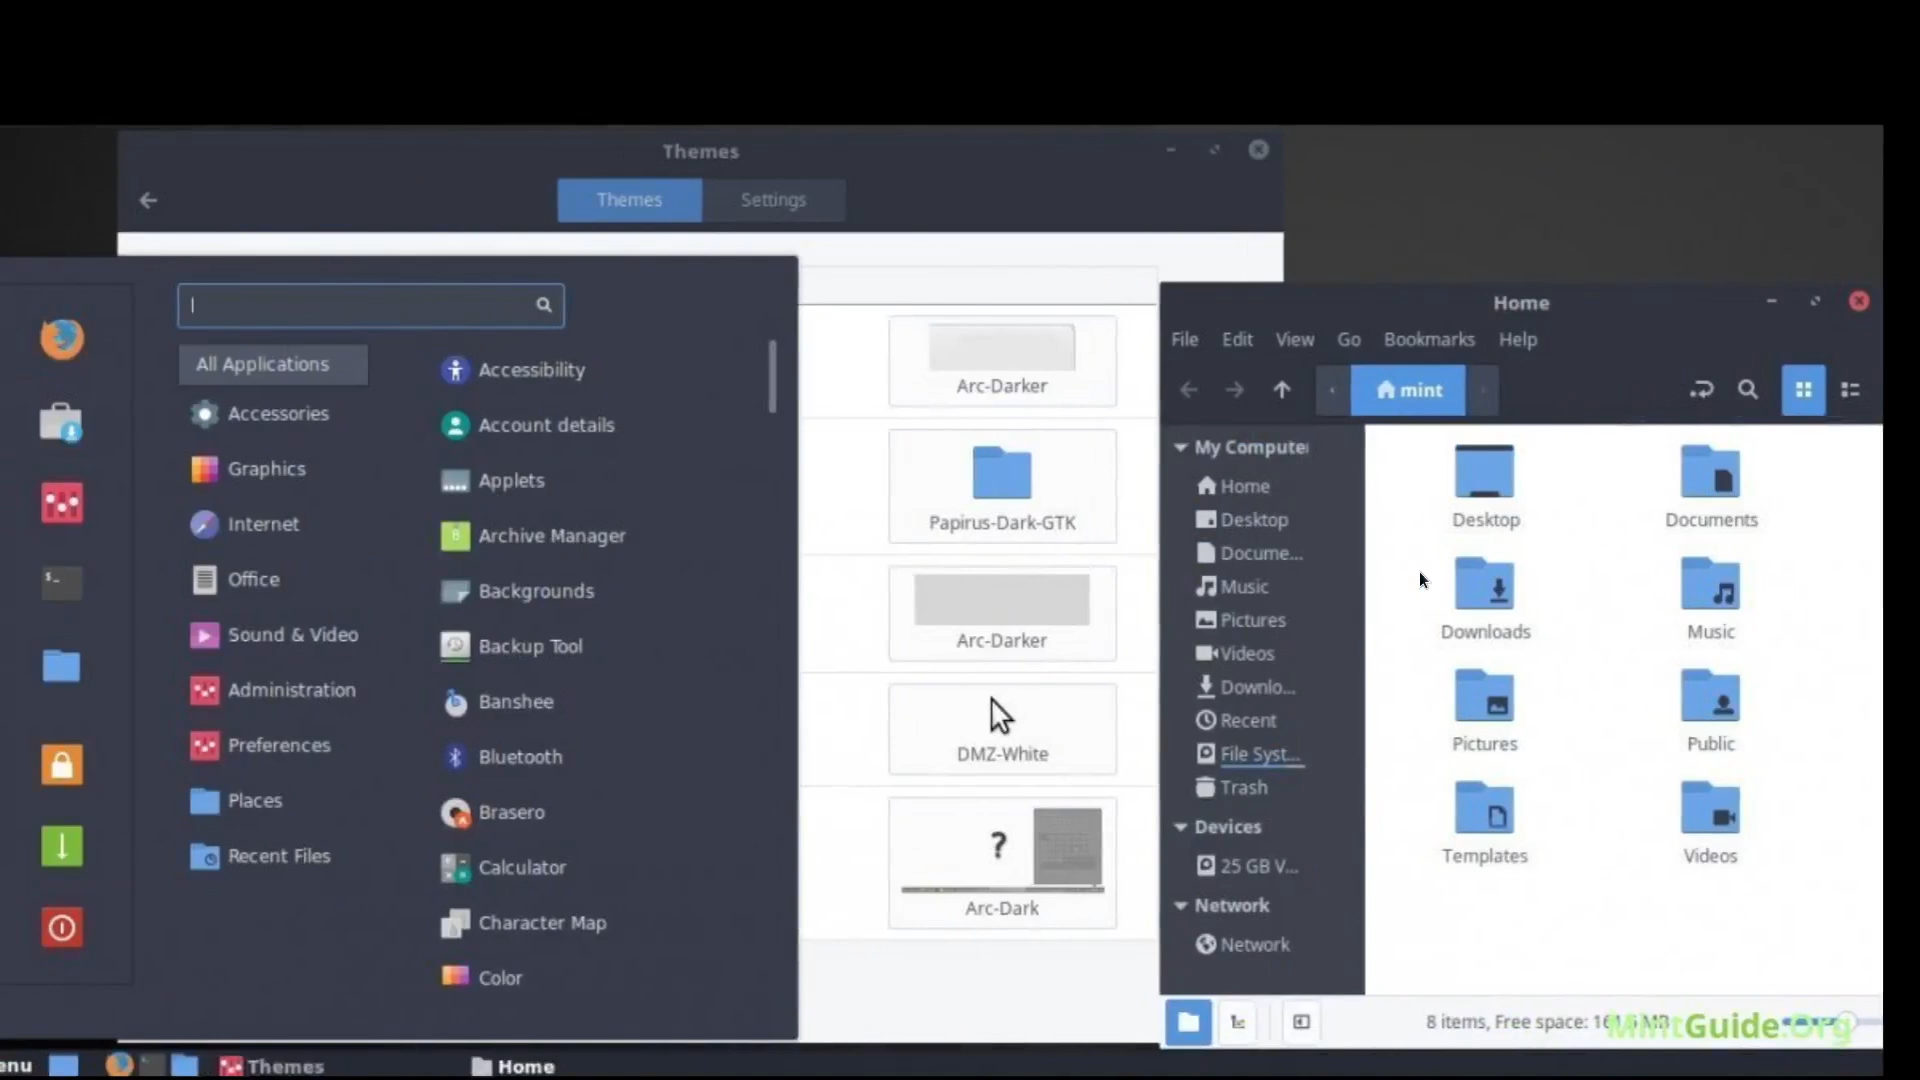 Themes
Themes
Settings
All Applications
Accessories
Graphics
Internet
Office
Sound & Video
Administration
Preferences
Places
Recent Files
Accessibility
Account details
Applets
Archive Manager
Backgrounds
Backup Tool
Banshee
Bluetooth
Brasero
Calculator
Character Map
Color
Arc-Darker
Papirus-Dark-GTK
Arc-Darker
DMZ-White
?
Arc-Dark
Home
File Edit View Go Bookmarks Help
mint
My Computer
Home
Desktop
Docume...
Music
Pictures
Videos
Downlo...
Recent
File Syst...
Trash
Devices
25 GB V...
Network
Network
Desktop
Documents
Downloads
Music
Pictures
Public
Templates
Videos
8 items, Free space:
MintGuide.Org
enu
Themes
Home